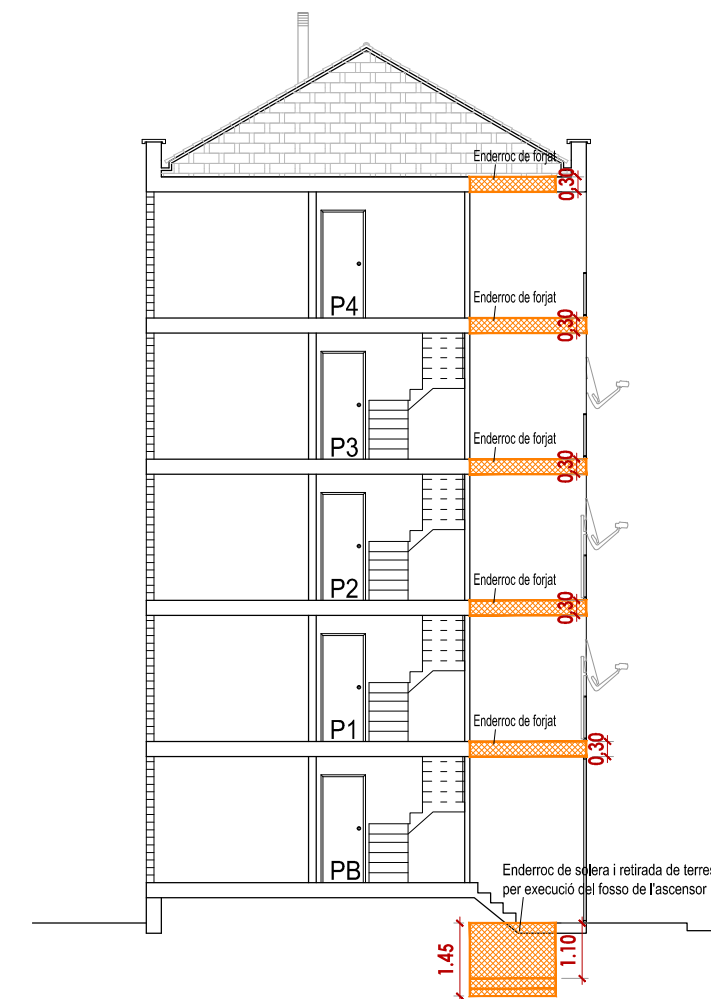 Enderroc de forjat
0,30
P4
Enderroc de forjat
0,30
P3
Enderroc de forjat
0,30
P2
Enderroc de forjat
0,30
P1
Enderroc de forjat
0,30
PB
Enderroc de solera i retirada de terres
per execució del fosso de l'ascensor
1.45
1.10